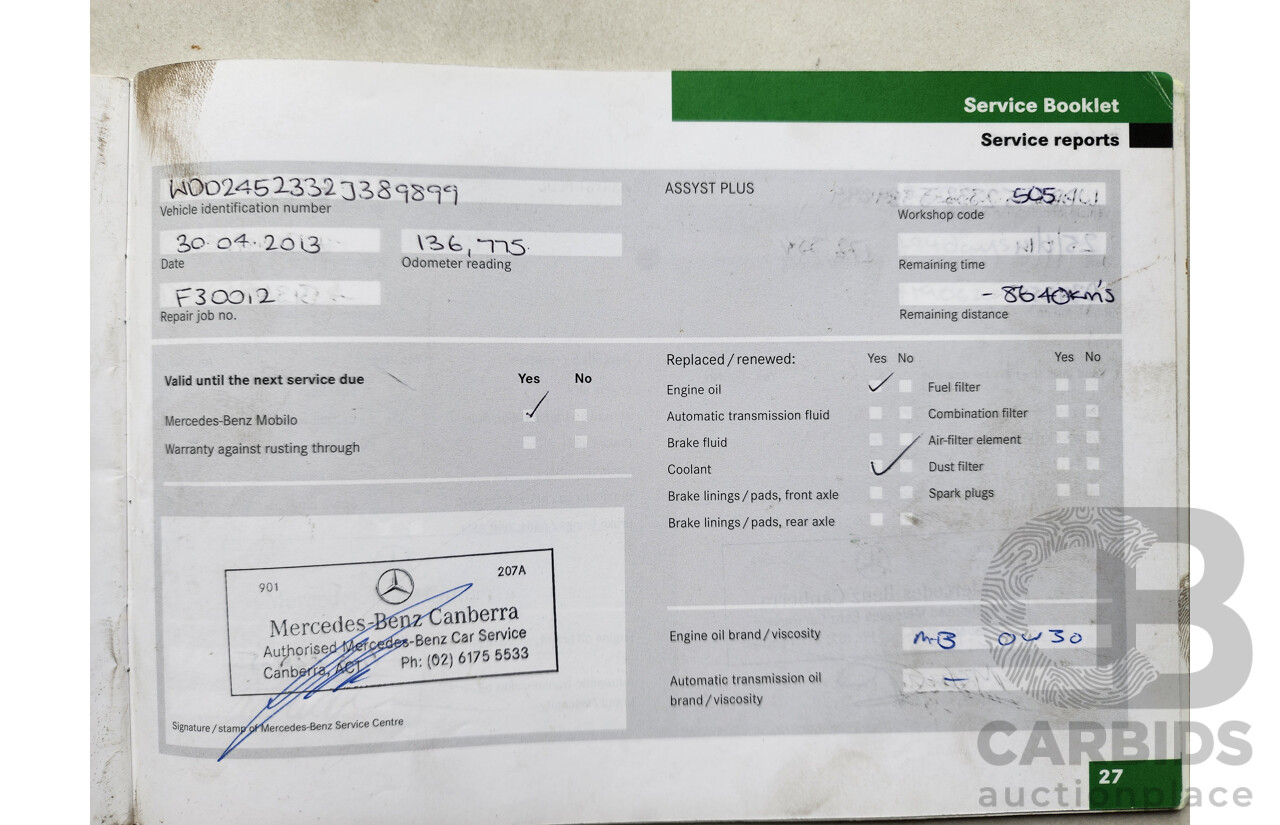 Service Booklet
Service reports
WDD2452332J389899
Vehicle identification number
30.04.2013
Date
136,775
Odometer reading
F30012
Repair job no.
ASSYST PLUS
505
Workshop code
Remaining time
- 8640km's
Remaining distance
Valid until the next service due
Yes No
Mercedes-Benz Mobilo
Warranty against rusting through
Replaced / renewed:
Yes No
Engine oil
Automatic transmission fluid
Brake fluid
Coolant
Brake linings / pads, front axle
Brake linings / pads, rear axle
Yes No
Fuel filter
Combination filter
Air-filter element
Dust filter
Spark plugs
901
207A
Mercedes-Benz Canberra
Authorised Mercedes-Benz Car Service
Canberra, ACT Ph: (02) 6175 5533
Signature / stamp of Mercedes-Benz Service Centre
Engine oil brand / viscosity
MB 0W30
Automatic transmission oil
brand / viscosity
-
27
CB
CARBIDS
auctionplace